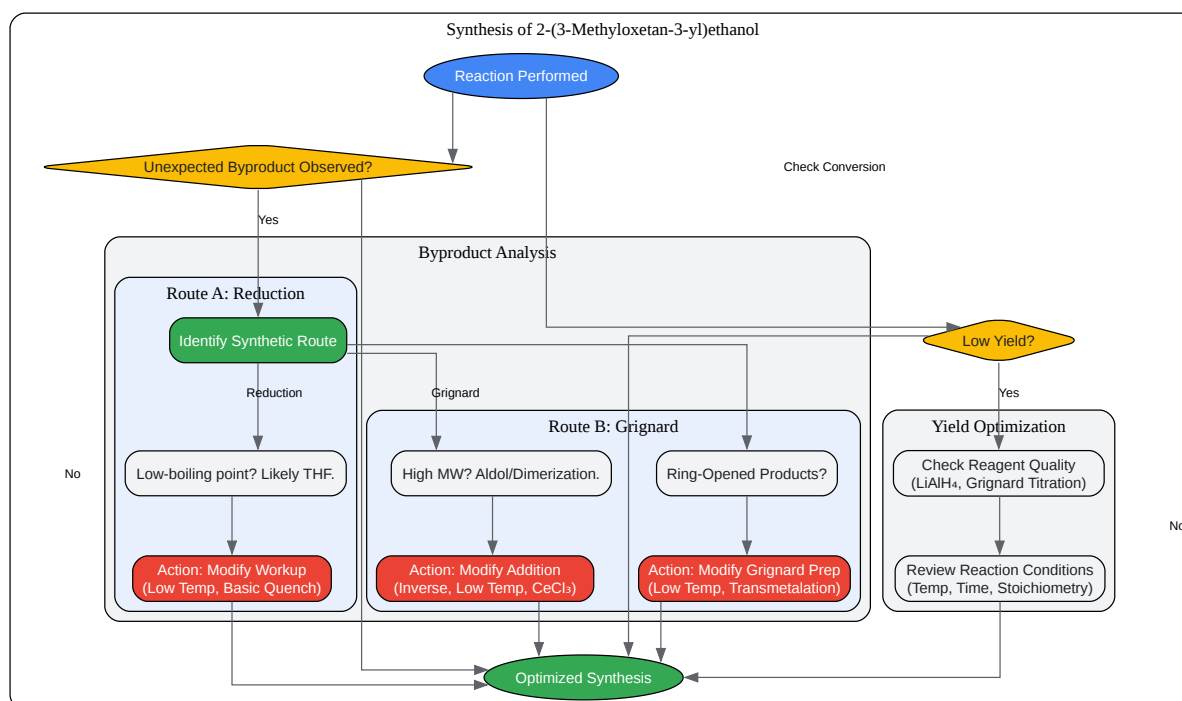 Synthesis of 2-(3-Methyloxetan-3-yl)ethanol
Reaction Performed
Unexpected Byproduct Observed?
Check Conversion
Yes
Byproduct Analysis
Route A: Reduction
Identify Synthetic Route
Low Yield?
Reduction
Grignard
Yes
Route B: Grignard
Yield Optimization
No
Low-boiling point? Likely THF.
High MW? Aldol/Dimerization.
Ring-Opened Products?
Check Reagent Quality
(LiAlH₄, Grignard Titration)
No
Action: Modify Workup
(Low Temp, Basic Quench)
Action: Modify Addition
(Inverse, Low Temp, CeCl₃)
Action: Modify Grignard Prep
(Low Temp, Transmetalation)
Review Reaction Conditions
(Temp, Time, Stoichiometry)
Optimized Synthesis